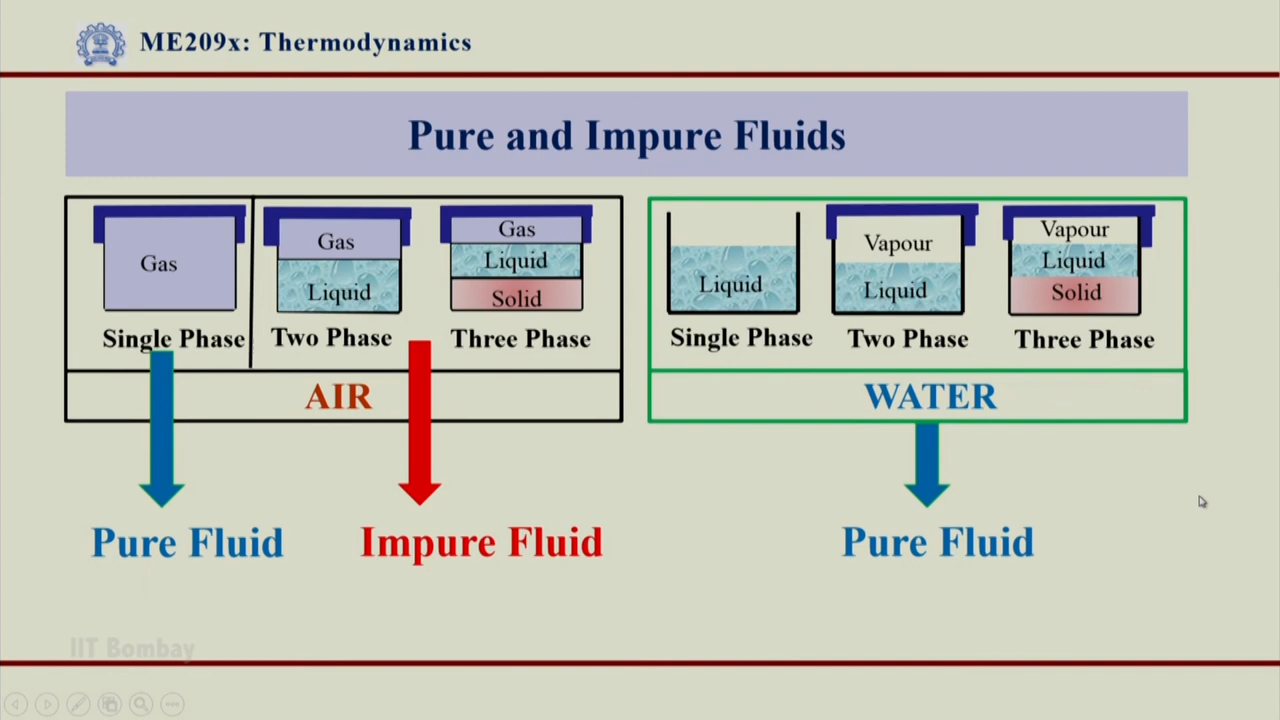 ME209x: Thermodynamics
Pure and Impure Fluids
Gas
Single Phase
Gas
Liquid
Two Phase
Gas
Liquid
Solid
Three Phase
AIR
Liquid
Single Phase
Vapour
Liquid
Two Phase
Vapour
Liquid
Solid
Three Phase
WATER
Pure Fluid
Impure Fluid
Pure Fluid
IIT Bombay